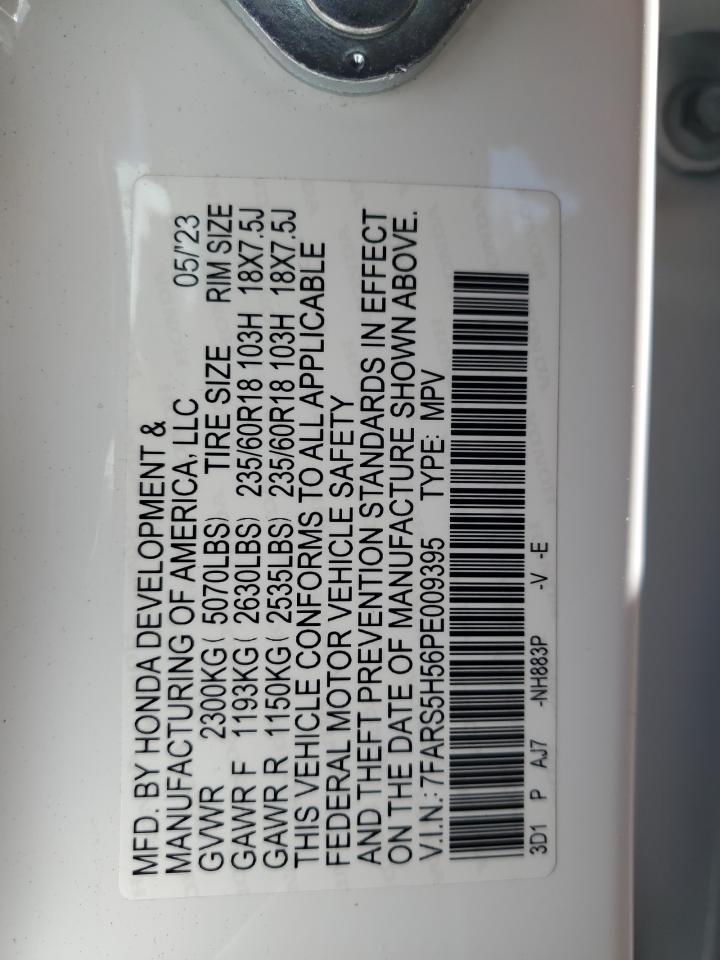 MFD. BY HONDA DEVELOPMENT &
MANUFACTURING OF AMERICA, LLC 05/'23
GVWR 2300KG( 5070LBS) TIRE SIZE RIM SIZE
GAWR F 1193KG( 2630LBS) 235/60R18 103H 18X7.5J
GAWR R 1150KG( 2535LBS) 235/60R18 103H 18X7.5J
THIS VEHICLE CONFORMS TO ALL APPLICABLE
FEDERAL MOTOR VEHICLE SAFETY
AND THEFT PREVENTION STANDARDS IN EFFECT
ON THE DATE OF MANUFACTURE SHOWN ABOVE.
V.I.N.: 7FARS5H56PE009395 TYPE: MPV
3D1 P AJ7 -NH883P -V -E